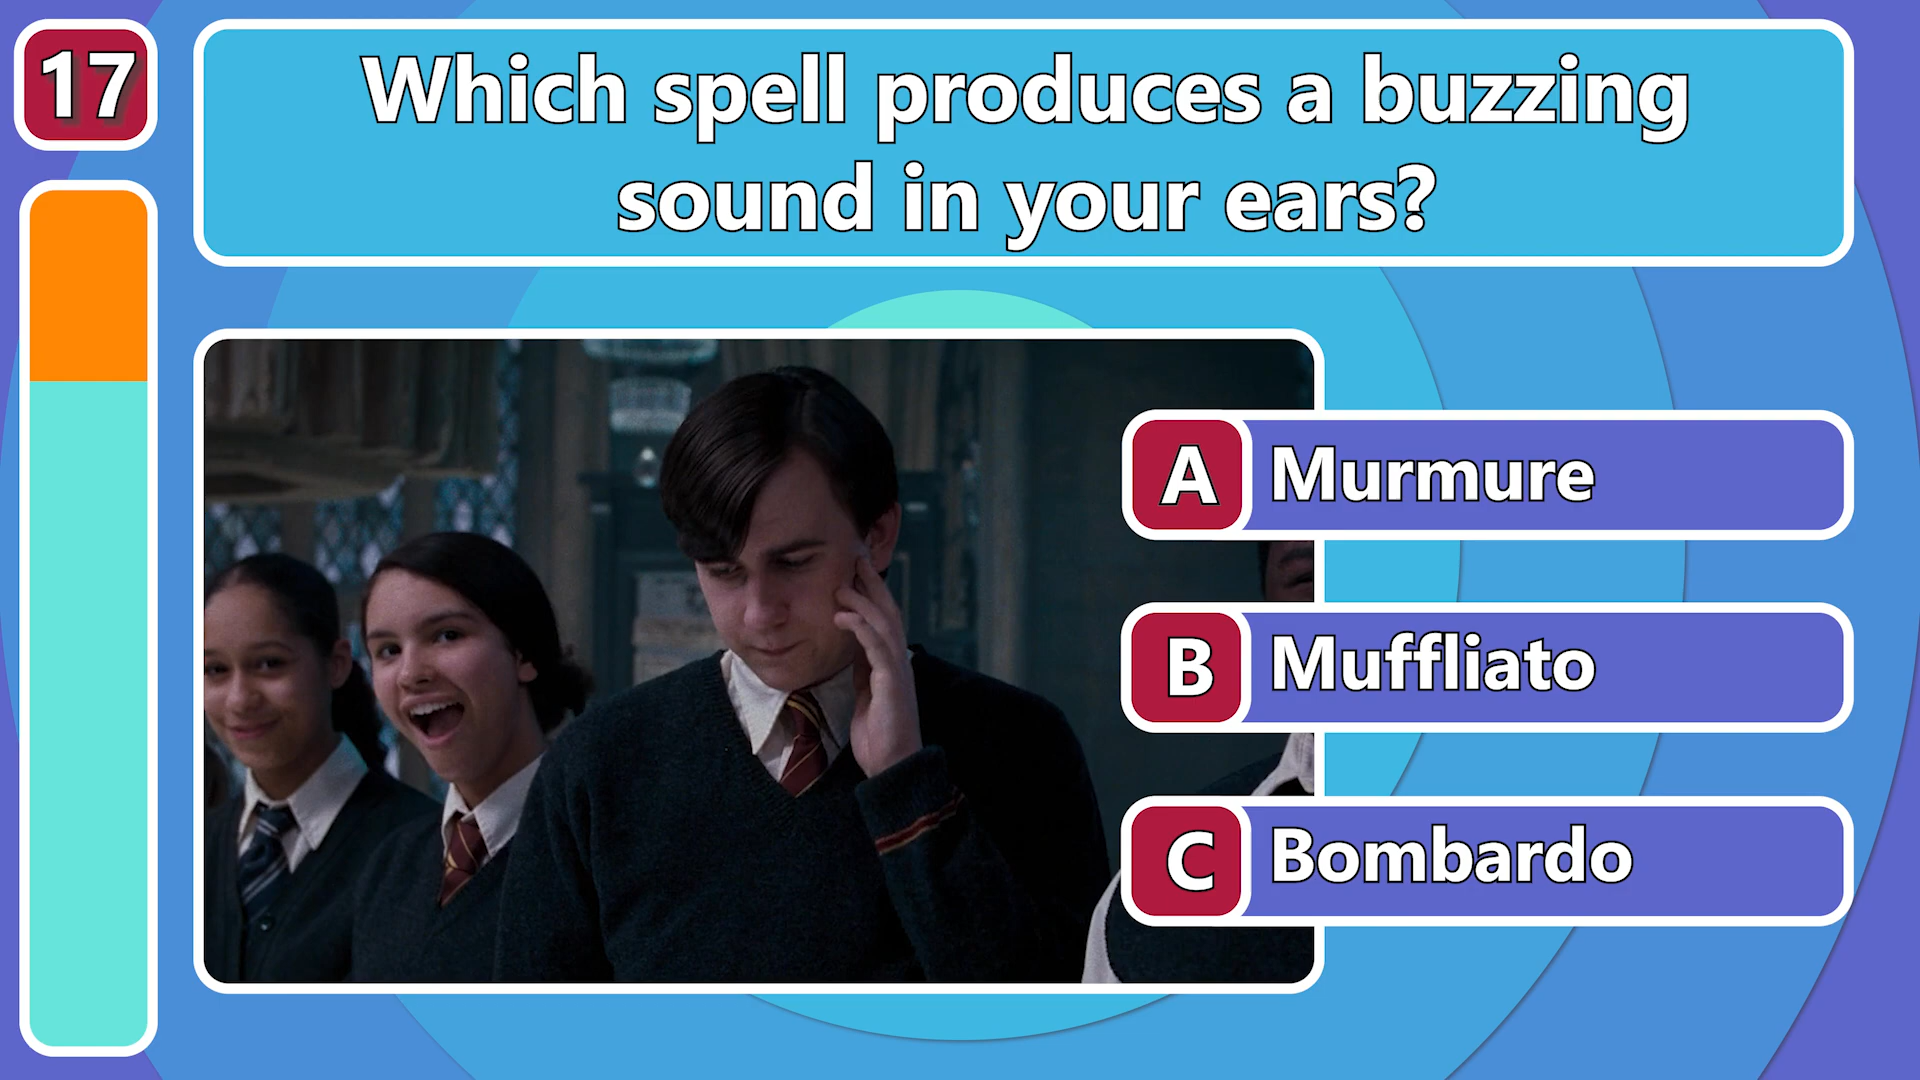 17
Which spell produces a buzzing
sound in your ears?
A Murmure
B Muffliato
C Bombardo